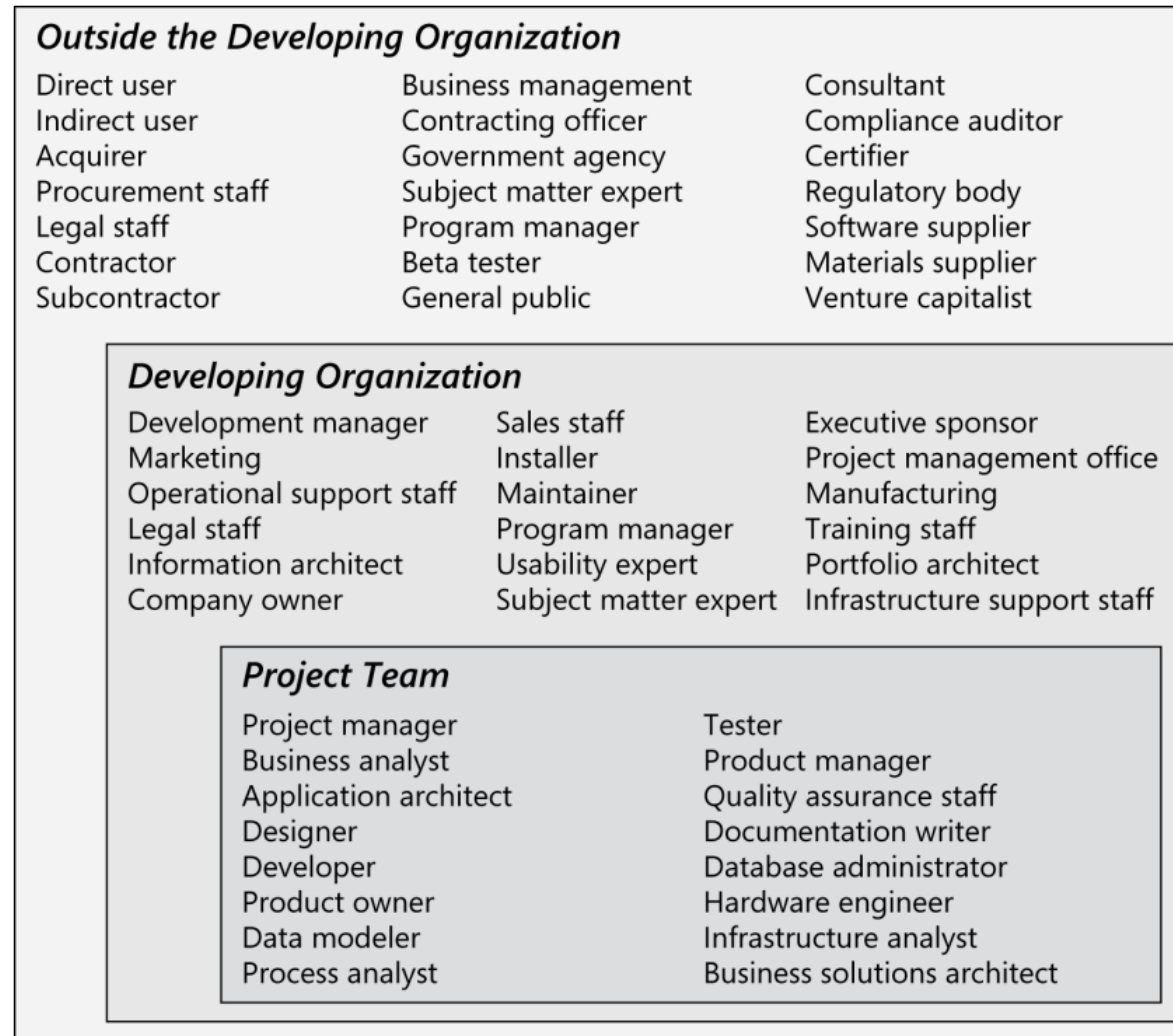 Outside the Developing Organization
Direct user
Indirect user
Acquirer
Procurement staff
Legal staff
Contractor
Subcontractor
Business management
Contracting officer
Government agency
Subject matter expert
Program manager
Beta tester
General public
Consultant
Compliance auditor
Certifier
Regulatory body
Software supplier
Materials supplier
Venture capitalist
Developing Organization
Development manager
Marketing
Operational support staff
Legal staff
Information architect
Company owner
Sales staff
Installer
Maintainer
Program manager
Usability expert
Subject matter expert
Executive sponsor
Project management office
Manufacturing
Training staff
Portfolio architect
Infrastructure support staff
Project Team
Project manager
Business analyst
Application architect
Designer
Developer
Product owner
Data modeler
Process analyst
Tester
Product manager
Quality assurance staff
Documentation writer
Database administrator
Hardware engineer
Infrastructure analyst
Business solutions architect